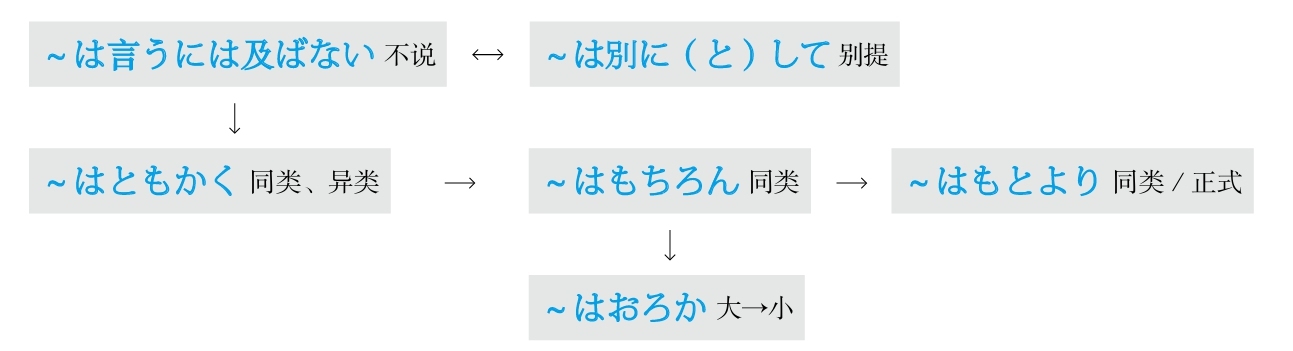 ~は言うには及ばない 不说 ↔ ~は別に（と）して 别提
↓
~はともかく 同类、异类 → ~はもちろん 同类 → ~はもとより 同类 / 正式
↓
~はおろか 大→小